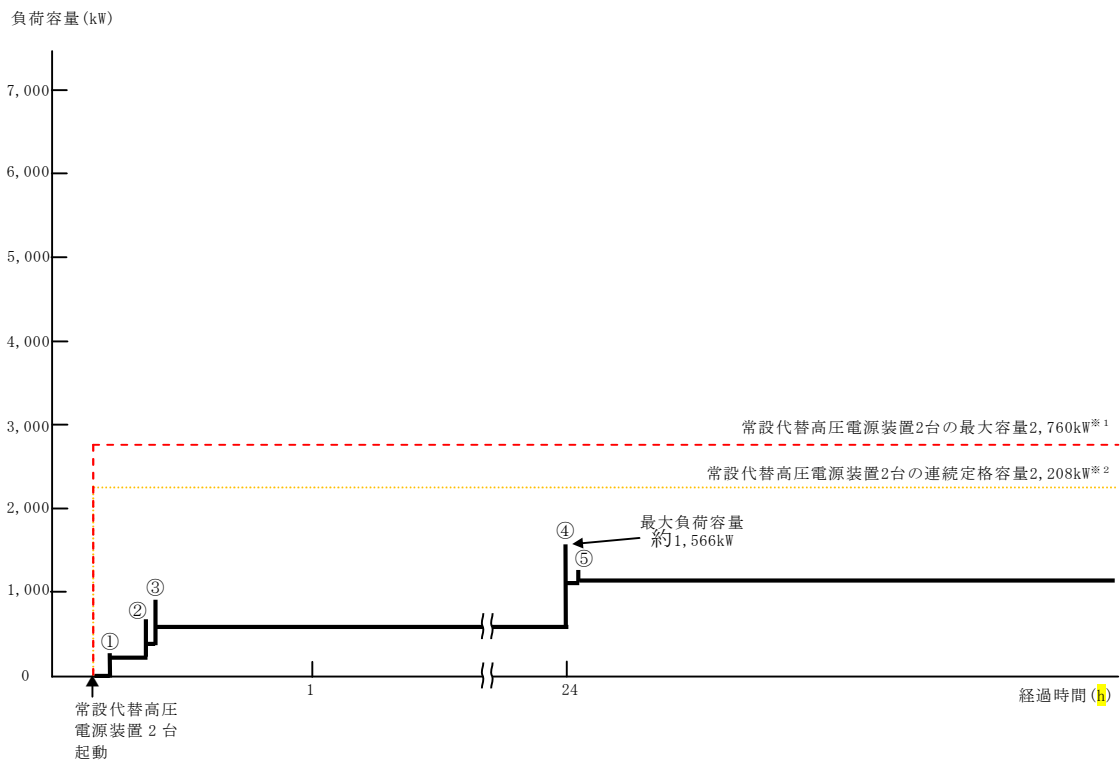 負荷容量(kW)
7,000
6,000
5,000
4,000
3,000
常設代替高圧電源装置2台の最大容量2,760kW※1
常設代替高圧電源装置2台の連続定格容量2,208kW※2
2,000
④
最大負荷容量
約1,566kW
⑤
1,000
③
②
①
0
1
24
経過時間(h)
常設代替高圧
電源装置2台
起動